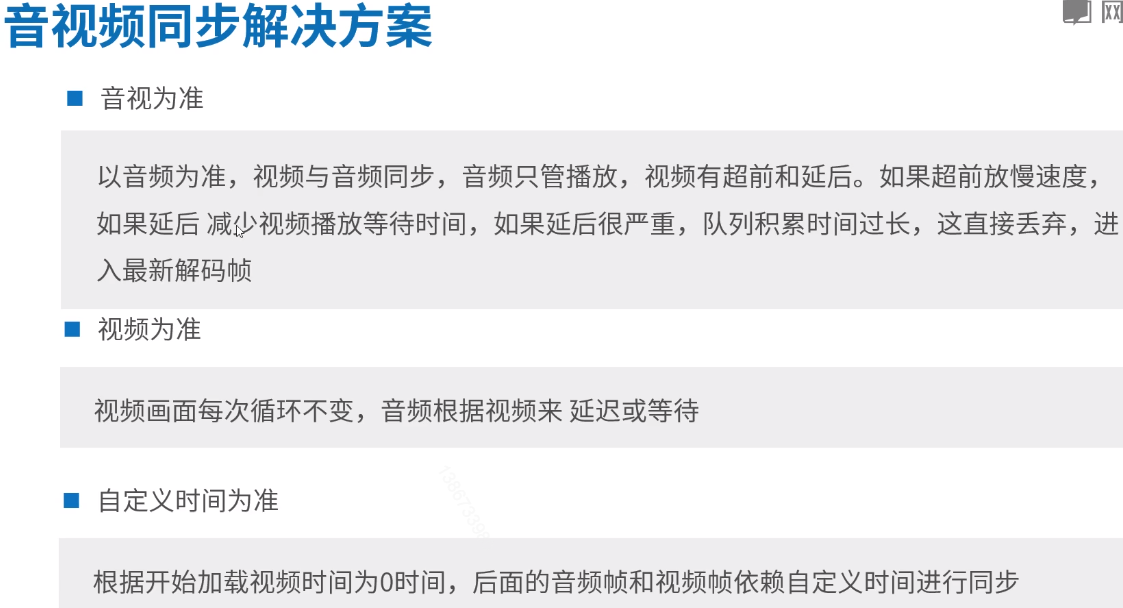 音视频同步解决方案
网
音视为准
以音频为准，视频与音频同步，音频只管播放，视频有超前和延后。如果超前放慢速度，
如果延后 减少视频播放等待时间，如果延后很严重，队列积累时间过长，这直接丢弃，进
入最新解码帧
视频为准
视频画面每次循环不变，音频根据视频来 延迟或等待
自定义时间为准
根据开始加载视频时间为0时间，后面的音频帧和视频帧依赖自定义时间进行同步